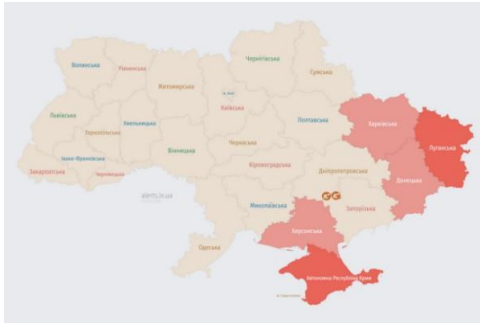 Чернігівська
Волинська
Рівненська
Сумська
Житомирська
м. Київ
Київська
Харківська
Львівська
Хмельницька
Полтавська
Тернопільська
Луганська
Черкаська
Вінницька
Івано-Франківська
Кіровоградська
Дніпропетровська
Закарпатська
Чернівецька
Донецька
alerts.in.ua
Миколаївська
Запорізька
Херсонська
Одеська
Автономна Республіка Крим